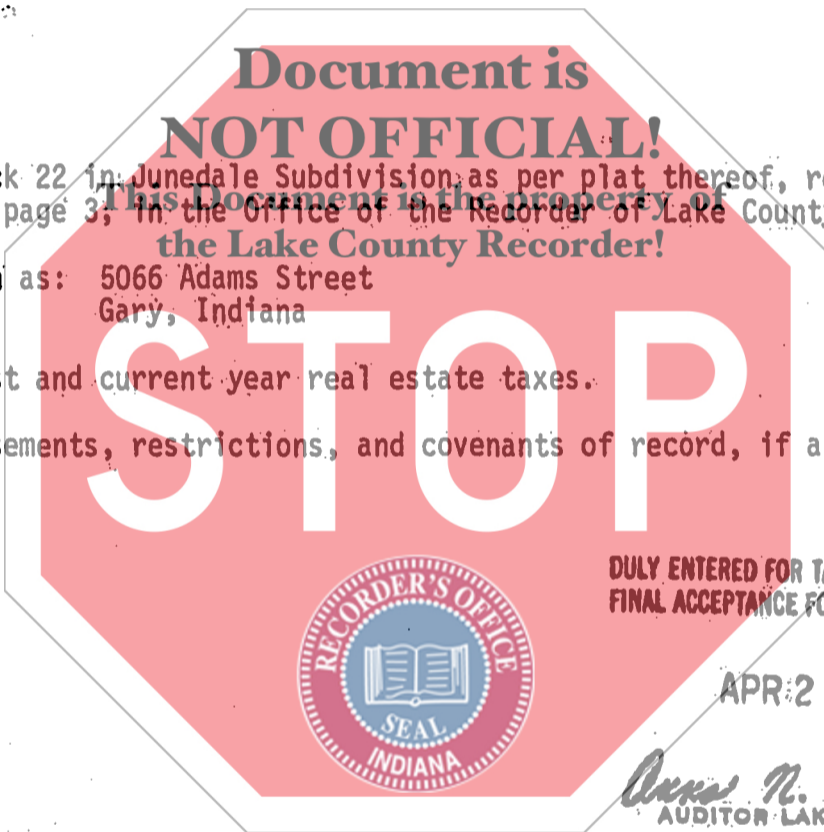 Document is
NOT OFFICIAL!
k 22 in Junedale Subdivision as per plat thereof, re
This Document is the property of
page 3, in the Office of the Recorder of Lake County
the Lake County Recorder!
as: 5066 Adams Street
Gary, Indiana
STOP
t and current year real estate taxes.
ements, restrictions, and covenants of record, if a
DULY ENTERED FOR TA
FINAL ACCEPTANCE FO
RECORDER'S OFFICE
SEAL
INDIANA
APR 2
Anna N.
AUDITOR LAK